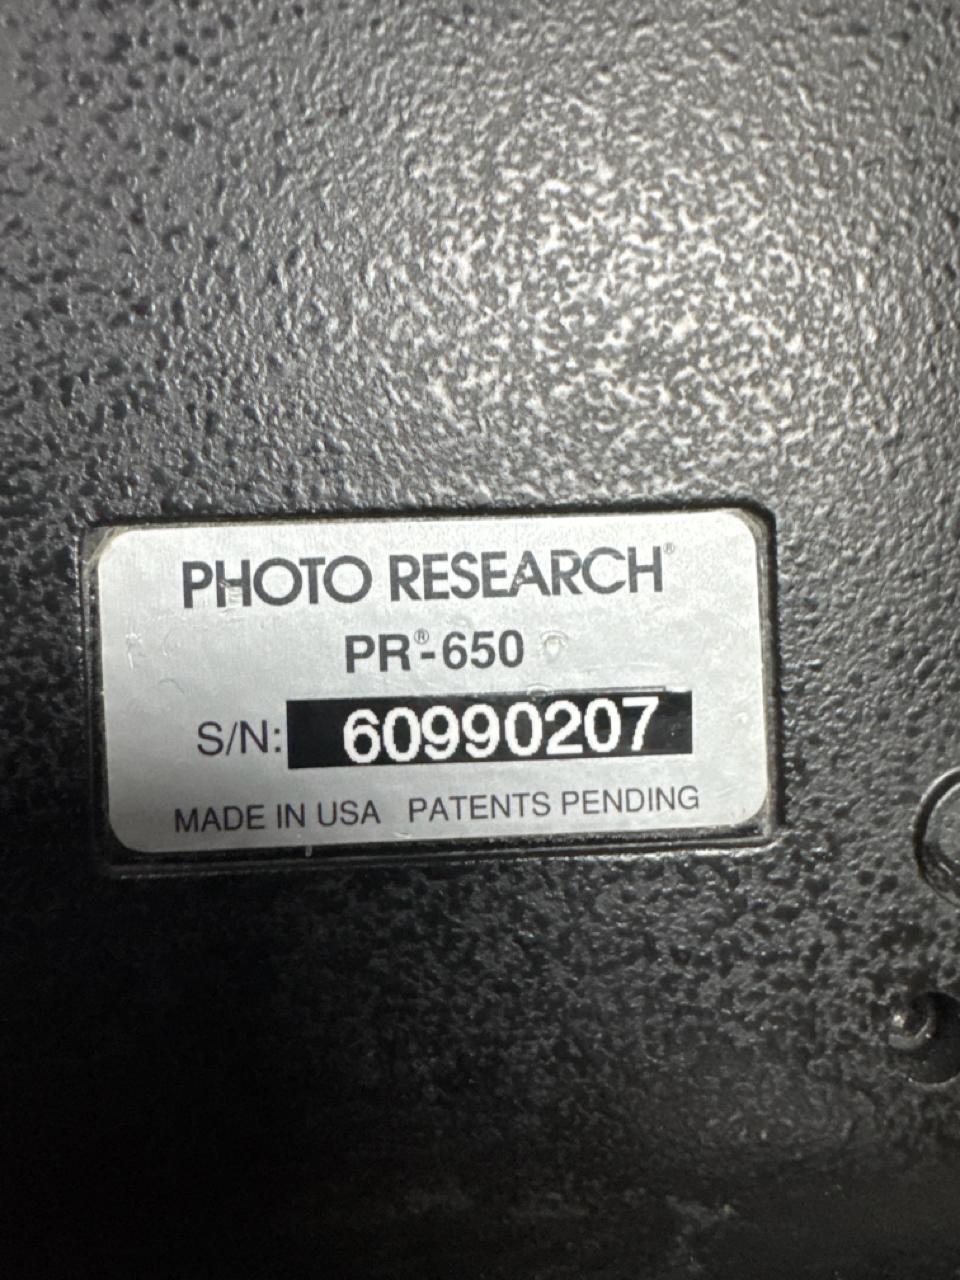 PHOTO RESEARCH®
PR®-650
S/N: 60990207
MADE IN USA PATENTS PENDING